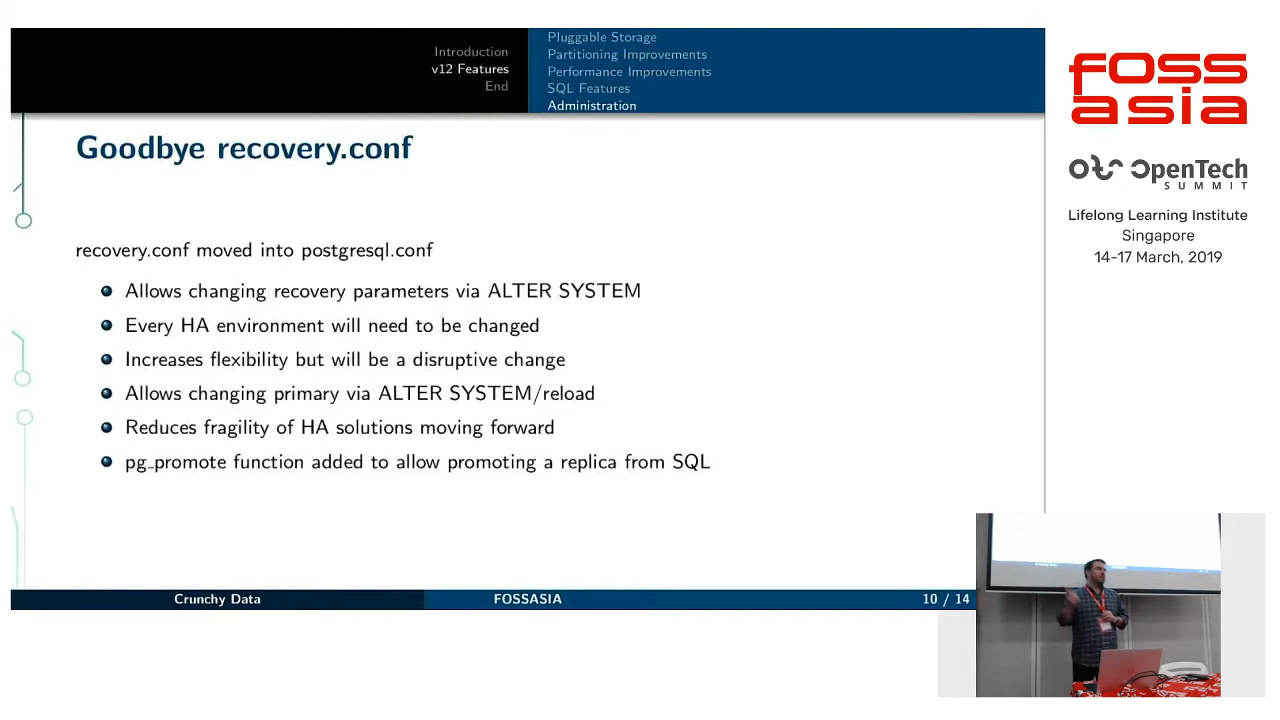 Introduction
v12 Features
End
Pluggable Storage
Partitioning Improvements
Performance Improvements
SQL Features
Administration
Goodbye recovery.conf
recovery.conf moved into postgresql.conf
Allows changing recovery parameters via ALTER SYSTEM
Every HA environment will need to be changed
Increases flexibility but will be a disruptive change
Allows changing primary via ALTER SYSTEM/reload
Reduces fragility of HA solutions moving forward
pg_promote function added to allow promoting a replica from SQL
Crunchy Data
FOSSASIA
10 / 14
FOSS
ASIA
OpenTech
SUMMIT
Lifelong Learning Institute
Singapore
14-17 March, 2019